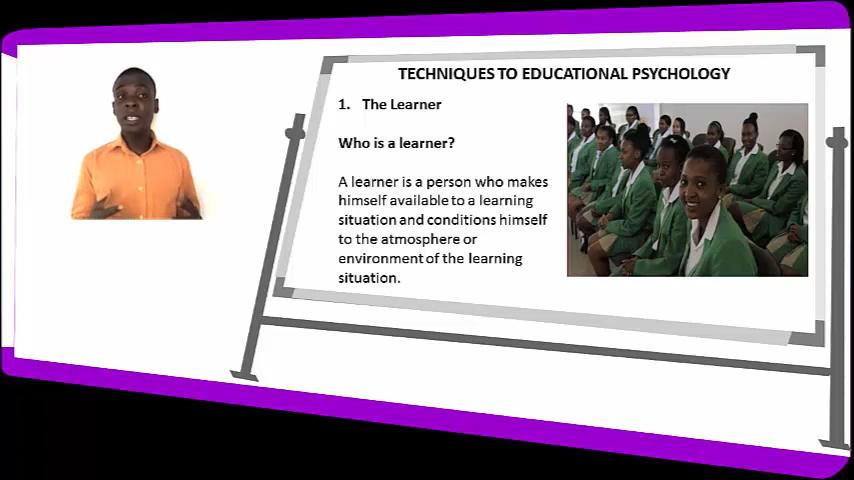 TECHNIQUES TO EDUCATIONAL PSYCHOLOGY
1. The Learner
Who is a learner?
A learner is a person who makes
himself available to a learning
situation and conditions himself
to the atmosphere or
environment of the learning
situation.